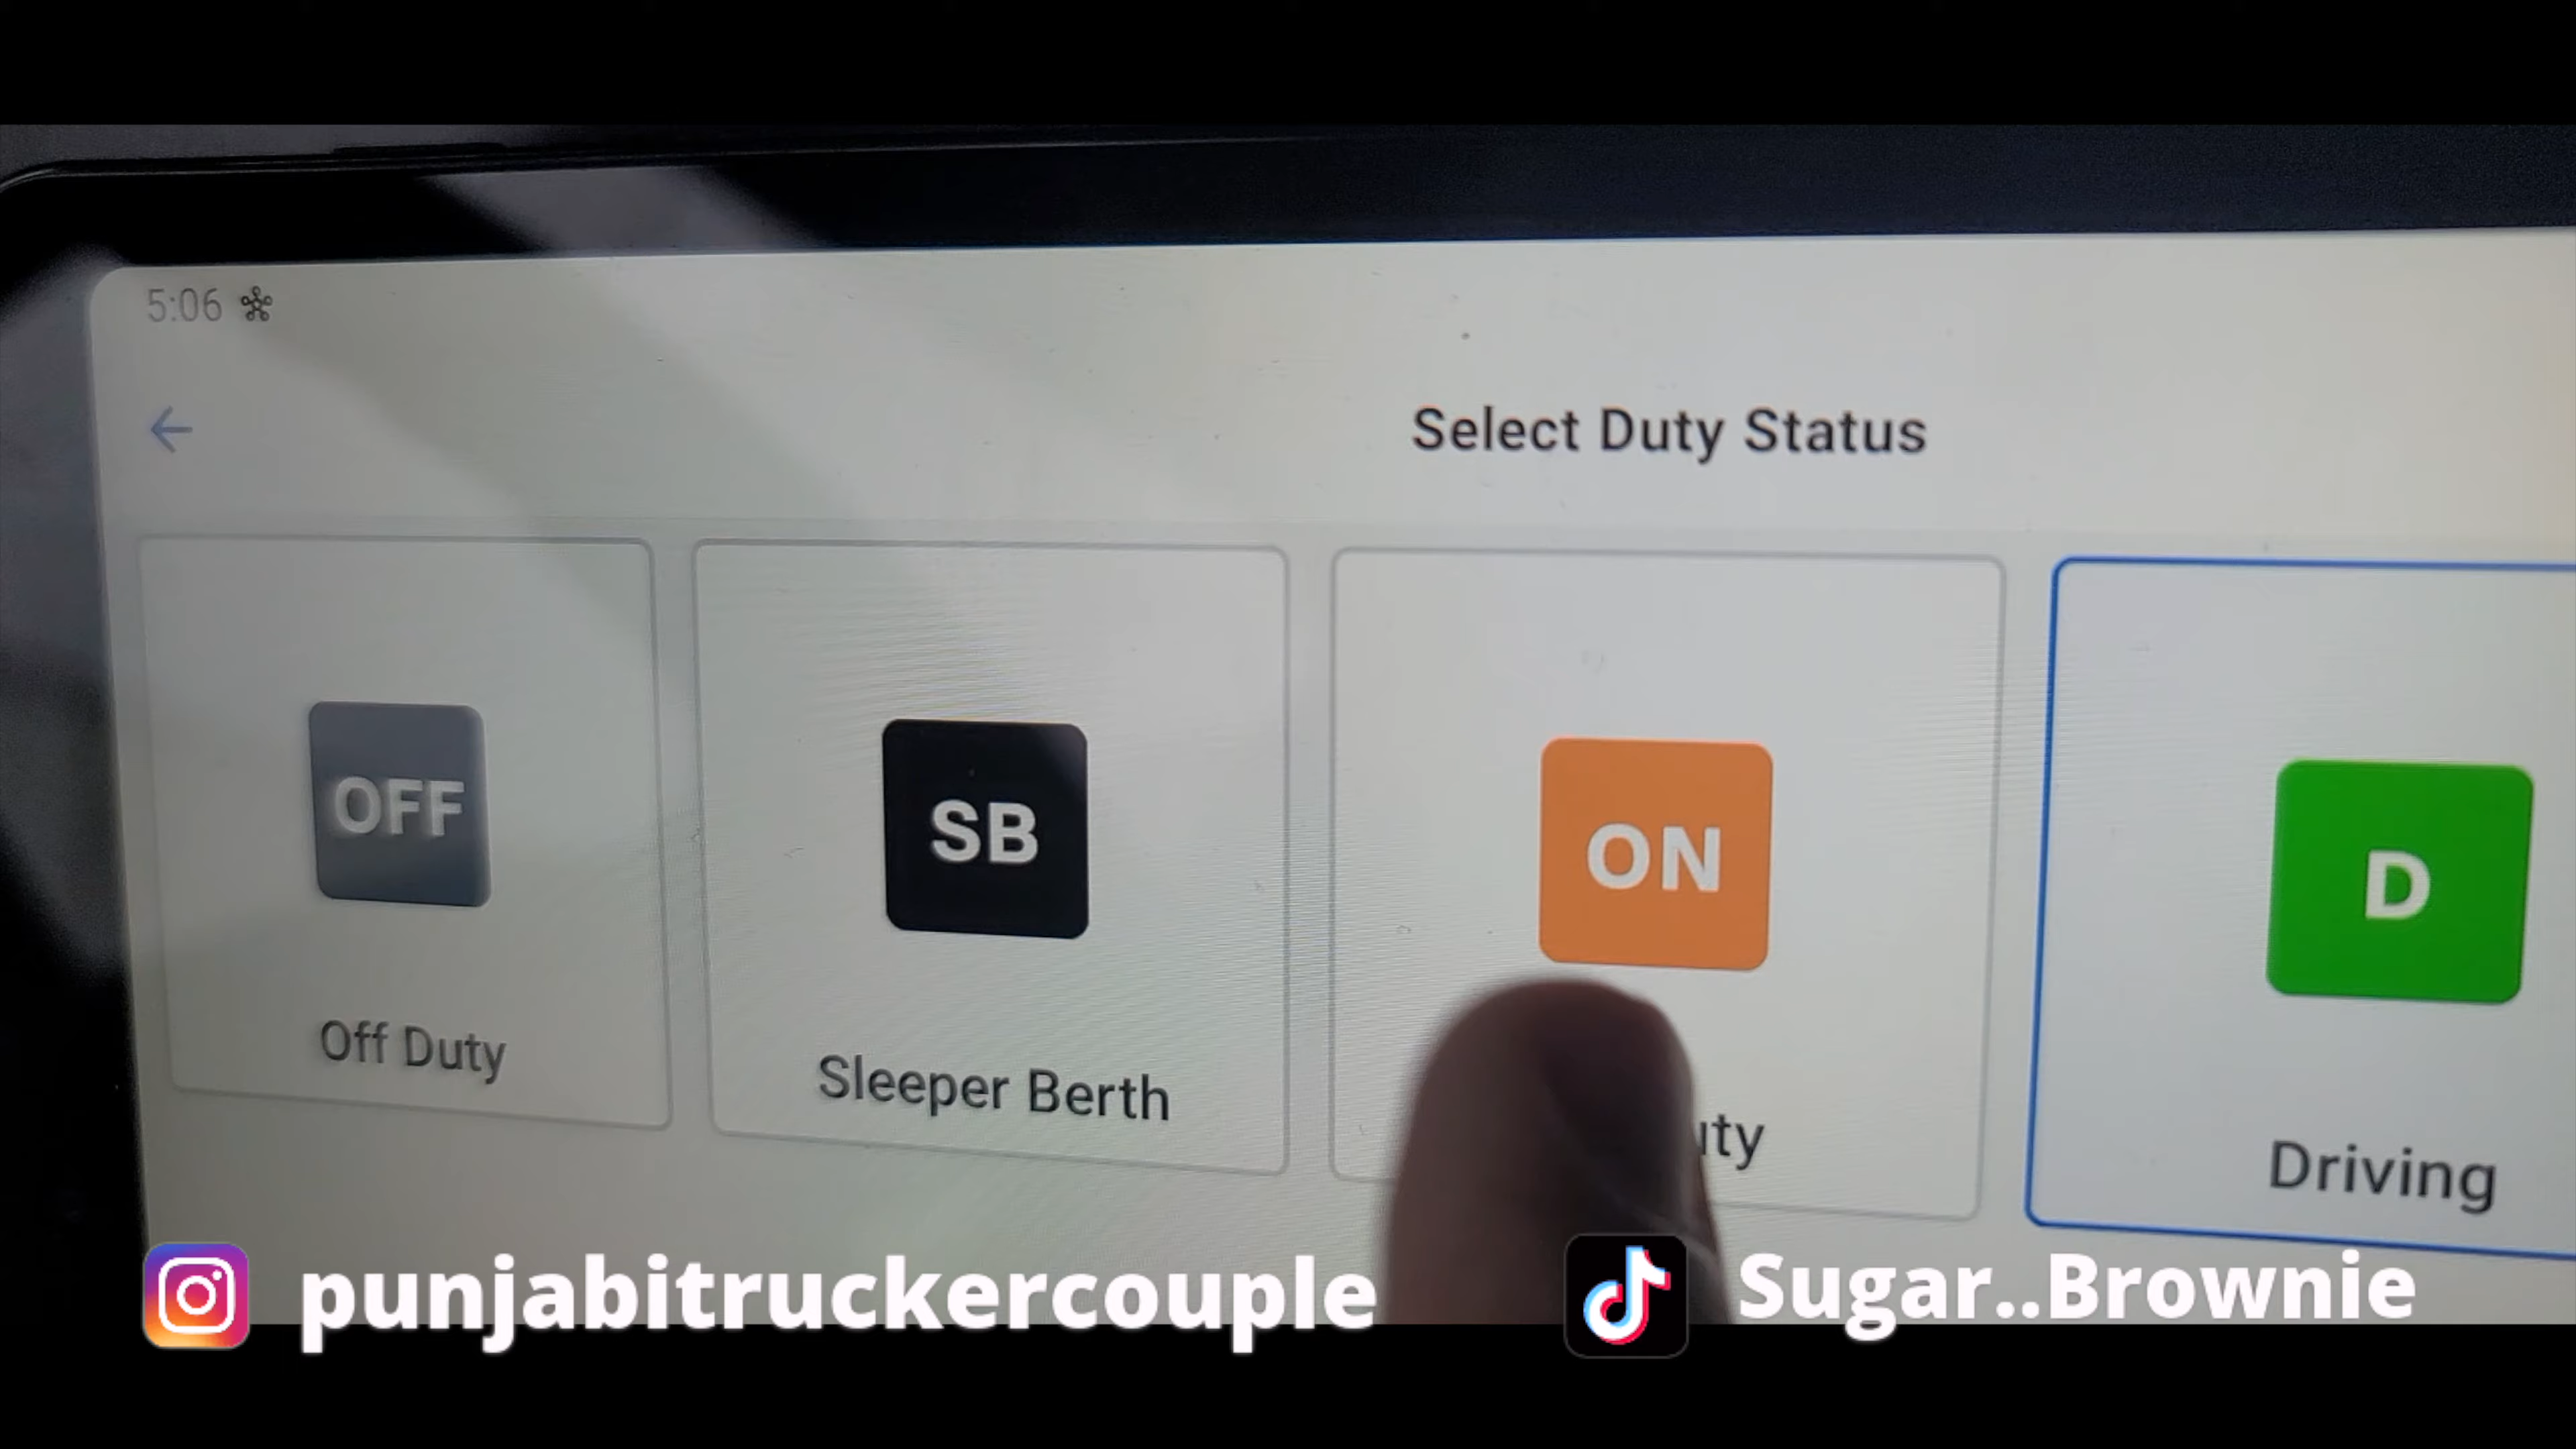 5:06
Select Duty Status
OFF
SB
ON
D
Off Duty
Sleeper Berth
Driving
punjabitruckercouple
Sugar..Brownie